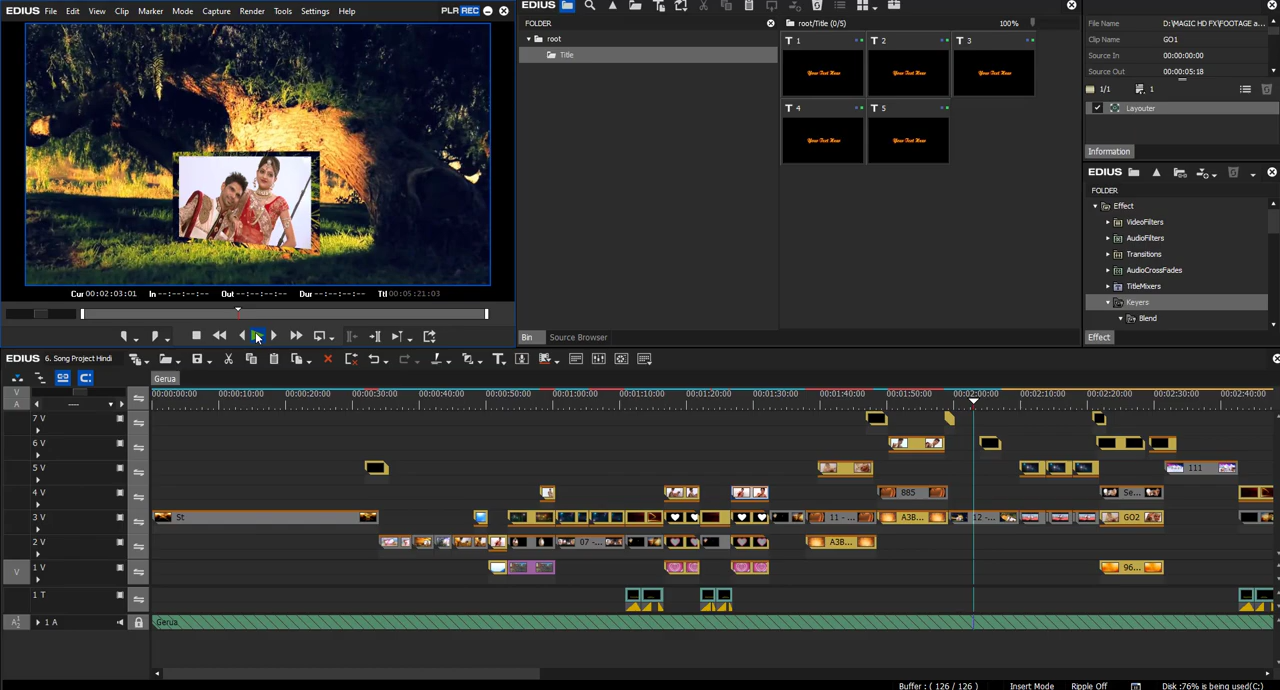 EDIUS File Edit View Clip Marker Mode Capture Render Tools Settings Help PLR REC
Cur 00:02:03:01 In --:--:--:-- Out --:--:--:-- Dur --:--:--:-- Ttl 00:05:21:03
EDIUS
FOLDER
root
Title
root/Title (0/5) 100%
T 1
T 2
T 3
Your Text Here
Your Text Here
Your Text Here
T 4
T 5
Your Text Here
Your Text Here
Bin Source Browser
File Name D:\MAGIC HD FX\FOOTAGE a...
Clip Name GO1
Source In 00:00:00:00
Source Out 00:00:05:18
1/1 1
Layouter
Information
EDIUS
FOLDER
Effect
VideoFilters
AudioFilters
Transitions
AudioCrossFades
TitleMixers
Keyers
Blend
Effect
EDIUS 6. Song Project Hindi
Gerua
V
A
00:00:00:00 00:00:10:00 00:00:20:00 00:00:30:00 00:00:40:00 00:00:50:00 00:01:00:00 00:01:10:00 00:01:20:00 00:01:30:00 00:01:40:00 00:01:50:00 00:02:00:00 00:02:10:00 00:02:20:00 00:02:30:00 00:02:40:00
7 V
6 V
5 V 111
4 V 885 Se...
3 V St 11 - ... A3B... 12 -... GO2
2 V 07 -... A3B...
V 1 V 96...
1 T
1 A Gerua
Buffer : ( 126 / 126 ) Insert Mode Ripple Off Disk :76% is being used(C:)